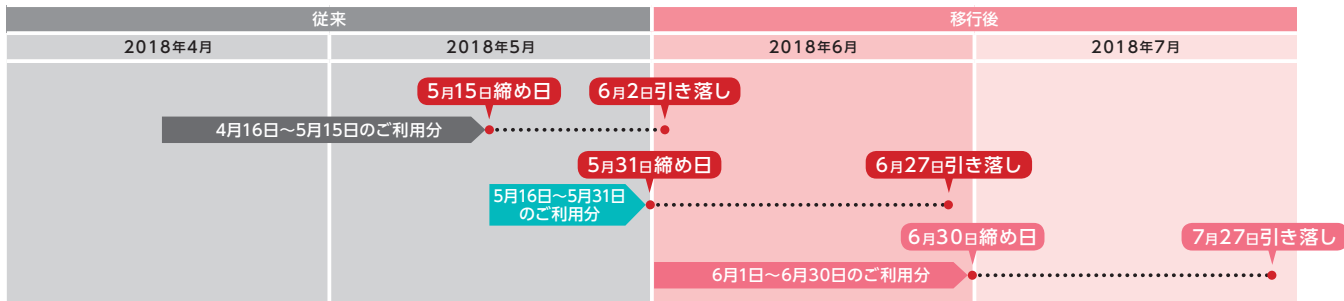 従来
移行後
2018年4月
2018年5月
2018年6月
2018年7月
5月15日締め日
6月2日引き落し
4月16日～5月15日のご利用分
5月31日締め日
6月27日引き落し
5月16日～5月31日
のご利用分
6月30日締め日
7月27日引き落し
6月1日～6月30日のご利用分